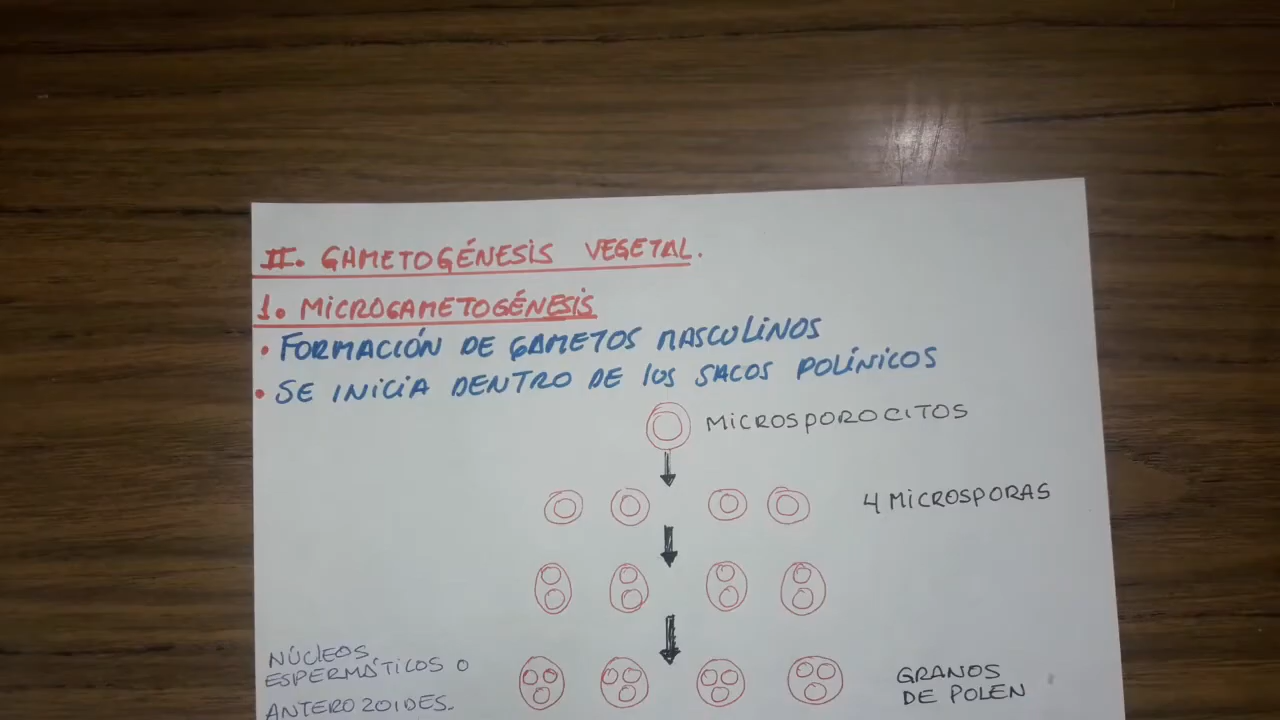 II. GAMETOGÉNESIS VEGETAL.
1. MICROGAMETOGÉNESIS
• FORMACIÓN DE GAMETOS MASCULINOS
• SE INICIA DENTRO DE LOS SACOS POLÍNICOS
MICROSPOROCITOS
4 MICROSPORAS
NÚCLEOS
ESPERMÁTICOS O
ANTEROZOIDES.
GRANOS
DE POLEN